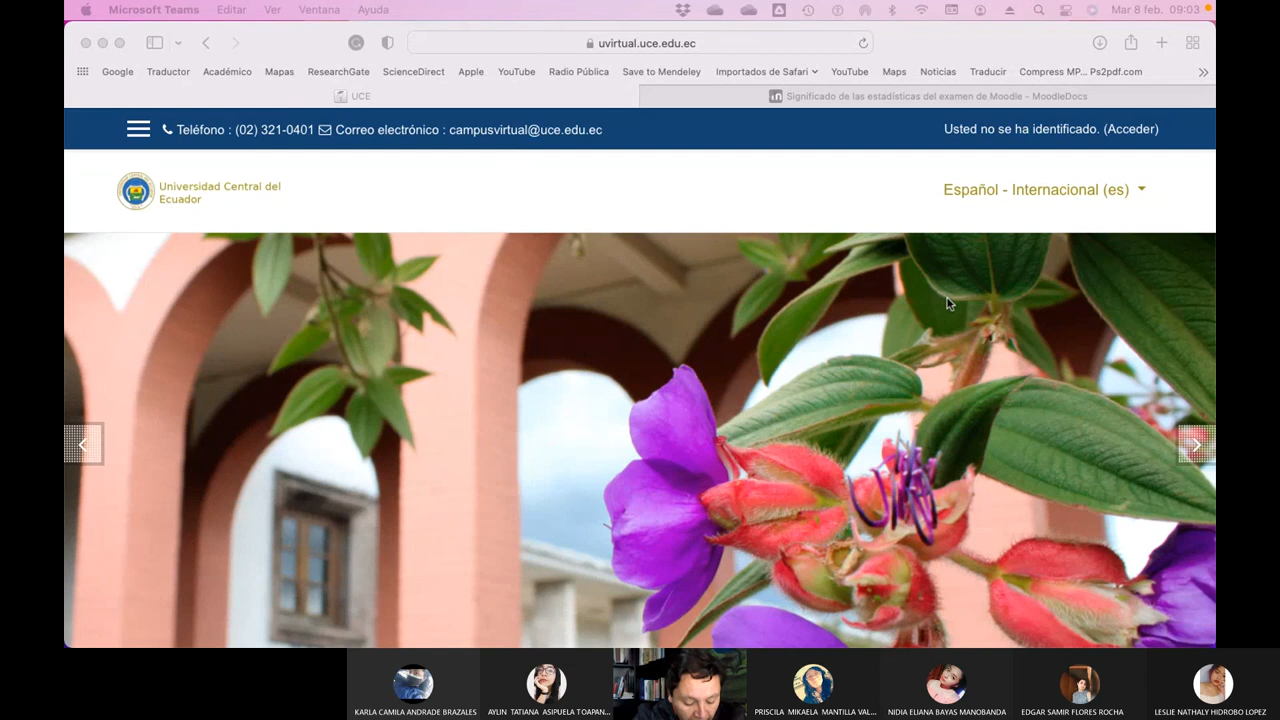 Microsoft Teams Editar Ver Ventana Ayuda Mar 8 feb. 09:03
uvirtual.uce.edu.ec
Google Traductor Académico Mapas ResearchGate ScienceDirect Apple YouTube Radio Pública Save to Mendeley Importados de Safari YouTube Maps Noticias Traducir Compress MP... Ps2pdf.com
UCE Significado de las estadísticas del examen de Moodle - MoodleDocs
Teléfono : (02) 321-0401 Correo electrónico : campusvirtual@uce.edu.ec Usted no se ha identificado. (Acceder)
Universidad Central del
Ecuador
Español - Internacional (es)
KARLA CAMILA ANDRADE BRAZALES AYLIN TATIANA ASIPUELA TOAPAN... PRISCILA MIKAELA MANTILLA VAL... NIDIA ELIANA BAYAS MANOBANDA EDGAR SAMIR FLORES ROCHA LESLIE NATHALY HIDROBO LOPEZ